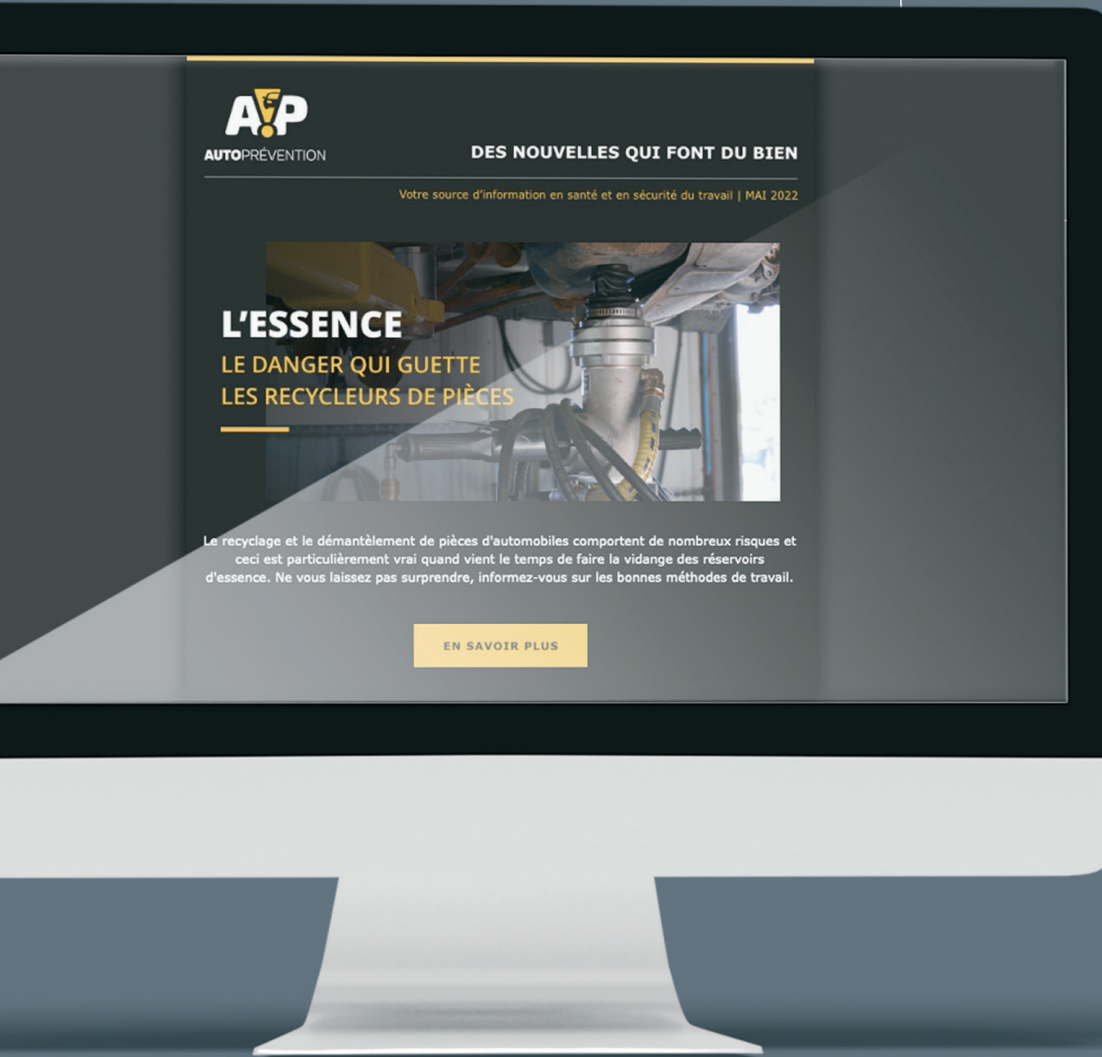 A!P
AUTOPRÉVENTION
DES NOUVELLES QUI FONT DU BIEN
Votre source d'information en santé et en sécurité du travail | MAI 2022
L'ESSENCE
LE DANGER QUI GUETTE
LES RECYCLEURS DE PIÈCES
Le recyclage et le démantèlement de pièces d'automobiles comportent de nombreux risques et
ceci est particulièrement vrai quand vient le temps de faire la vidange des réservoirs
d'essence. Ne vous laissez pas surprendre, informez-vous sur les bonnes méthodes de travail.
EN SAVOIR PLUS